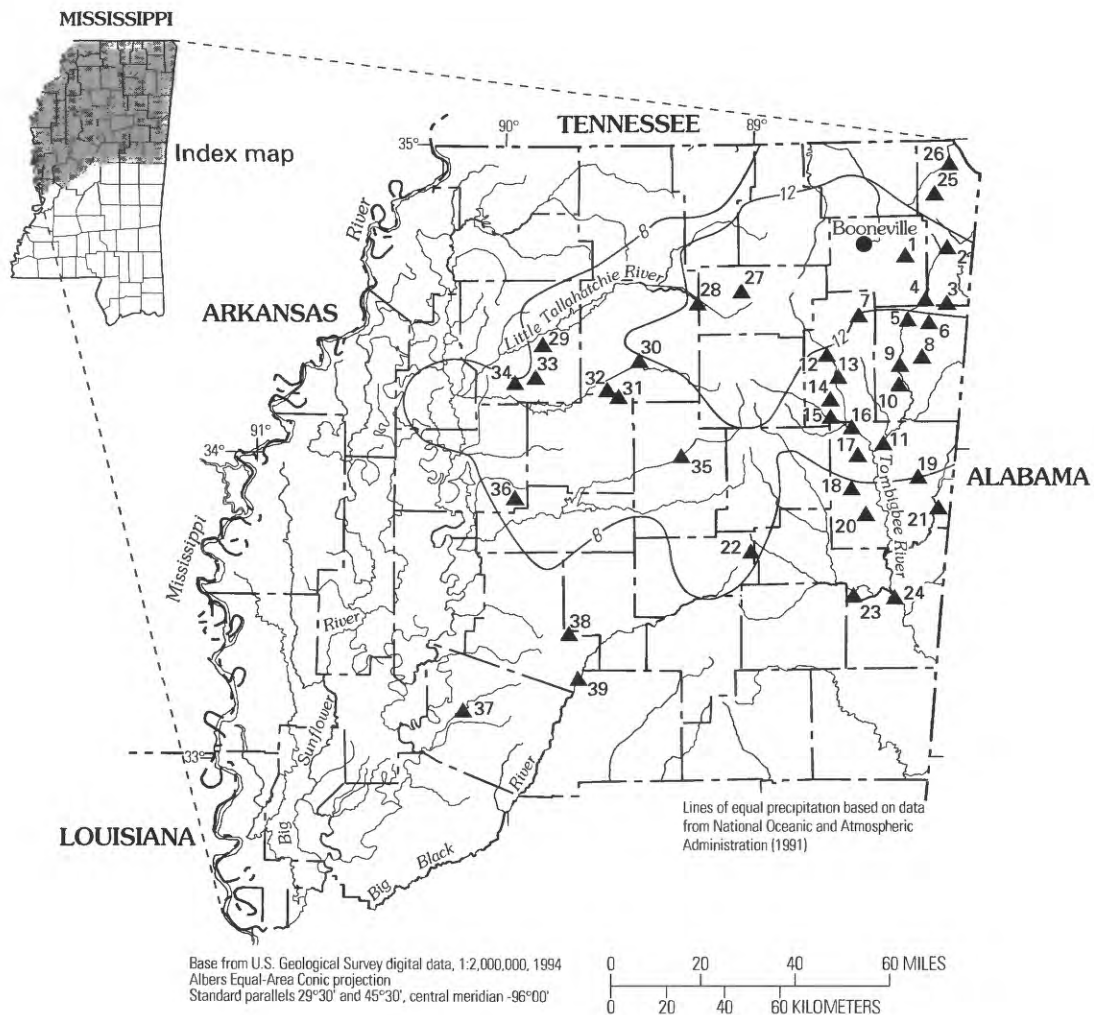 MISSISSIPPI
Index map
TENNESSEE
90°
89°
35°
26
25
12
8
Booneville
1
2
River
Little Tallahatchie River
27
28
4
3
7
5
6
ARKANSAS
29
30
12
12
8
13
9
34
33
32
31
14
10
15
16
11
91°
34°
17
35
19
ALABAMA
18
36
20
21
Tombigbee River
8
22
Mississippi
23
24
River
38
39
37
Sunflower
33°
River
Lines of equal precipitation based on data
from National Oceanic and Atmospheric
Administration (1991)
LOUISIANA
Big
Black
Big
Base from U.S. Geological Survey digital data, 1:2,000,000, 1994
Albers Equal-Area Conic projection
Standard parallels 29°30' and 45°30', central meridian -96°00'
0 20 40 60 MILES
0 20 40 60 KILOMETERS